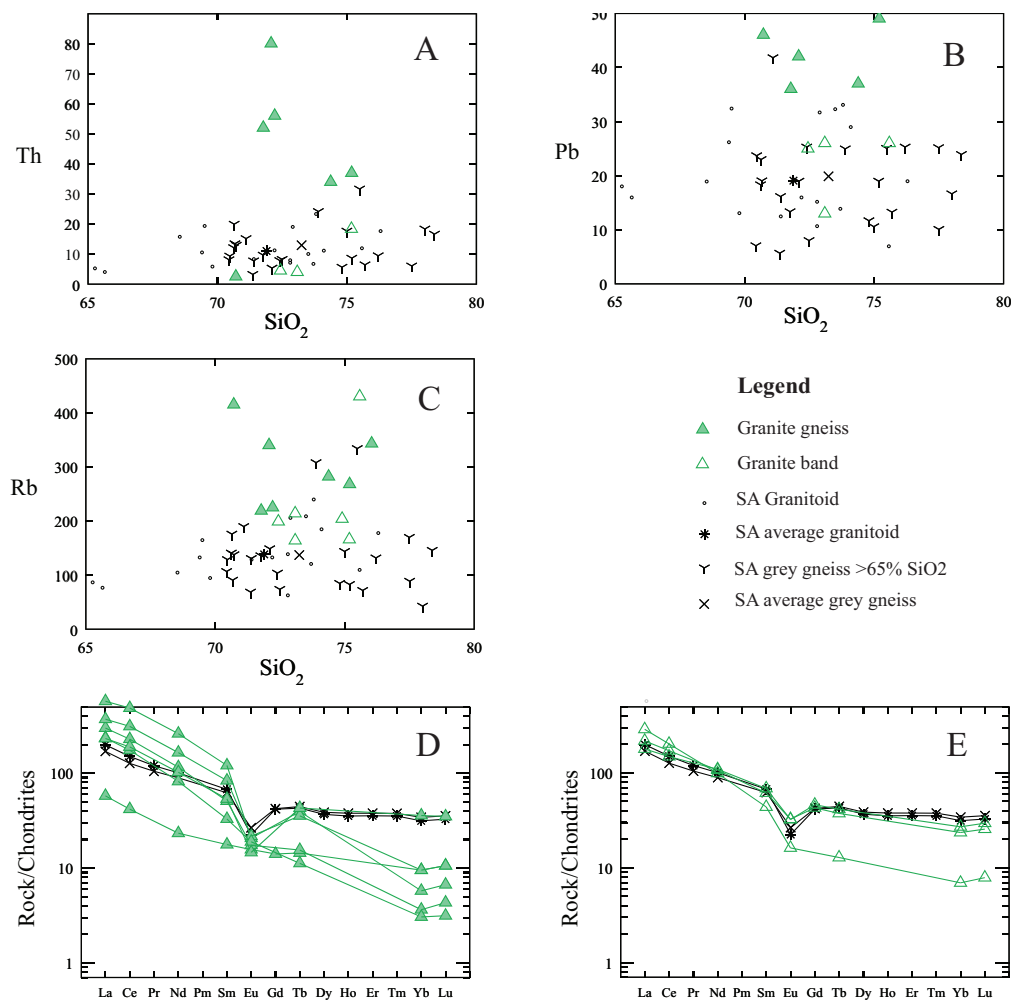 A
80
60
50
40
30
20
10
0
65
70
75
80
Th
SiO2
B
50
40
30
20
10
0
65
70
75
80
Pb
SiO2
C
500
400
300
200
100
0
65
70
75
80
Rb
SiO2
Legend
Granite gneiss
Granite band
SA Granitoid
SA average granitoid
SA grey gneiss >65% SiO2
SA average grey gneiss
D
100
10
1
Rock/Chondrites
La Ce Pr Nd Pm Sm Eu Gd Tb Dy Ho Er Tm Yb Lu
E
100
10
1
Rock/Chondrites
La Ce Pr Nd Pm Sm Eu Gd Tb Dy Ho Er Tm Yb Lu